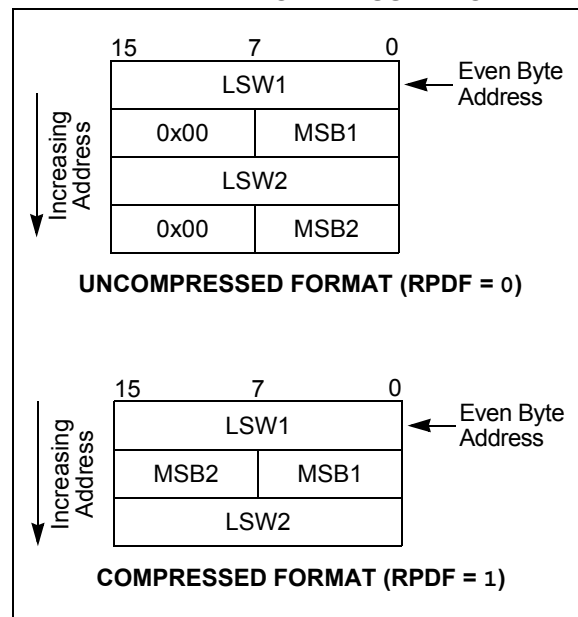 15 7 0
LSW1
Even Byte
Address
0x00 MSB1
LSW2
0x00 MSB2
Increasing
Address
UNCOMPRESSED FORMAT (RPDF = 0)
15 7 0
LSW1
Even Byte
Address
MSB2 MSB1
LSW2
Increasing
Address
COMPRESSED FORMAT (RPDF = 1)